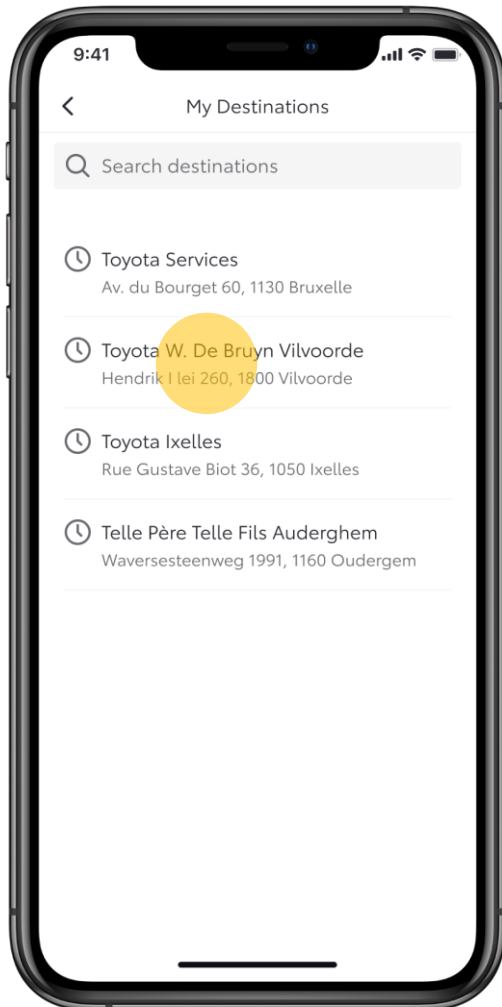 9:41
My Destinations
Search destinations
Toyota Services
Av. du Bourget 60, 1130 Bruxelle
Toyota W. De Bruyn Vilvoorde
Hendrik I lei 260, 1800 Vilvoorde
Toyota Ixelles
Rue Gustave Biot 36, 1050 Ixelles
Telle Père Telle Fils Auderghem
Waversesteenweg 1991, 1160 Oudergem